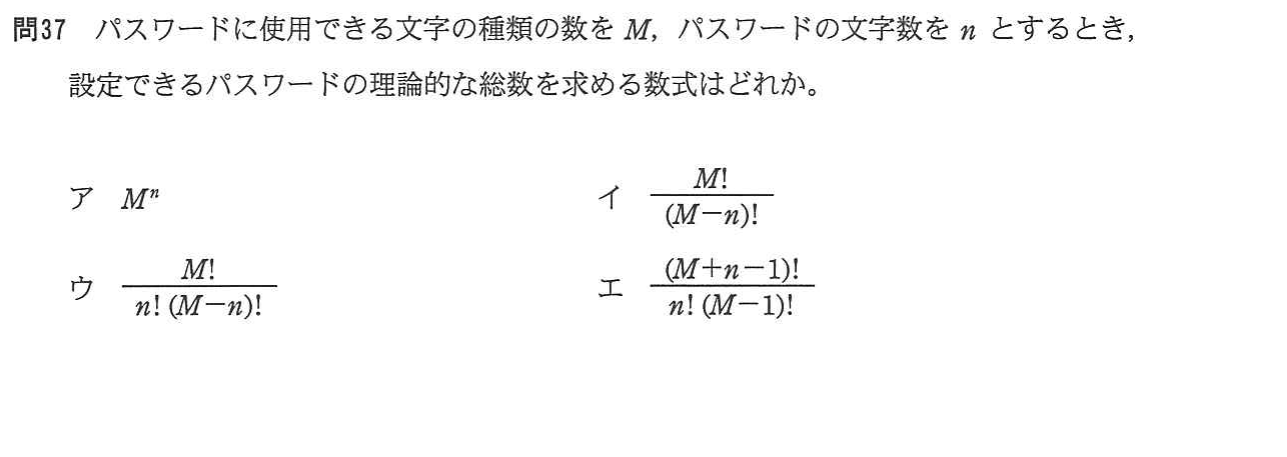 問37 パスワードに使用できる文字の種類の数を M, パスワードの文字数を n とするとき,
設定できるパスワードの理論的な総数を求める数式はどれか。
ア Mⁿ イ M! / (M−n)!
ウ M! / n! (M−n)! エ (M+n−1)! / n! (M−1)!